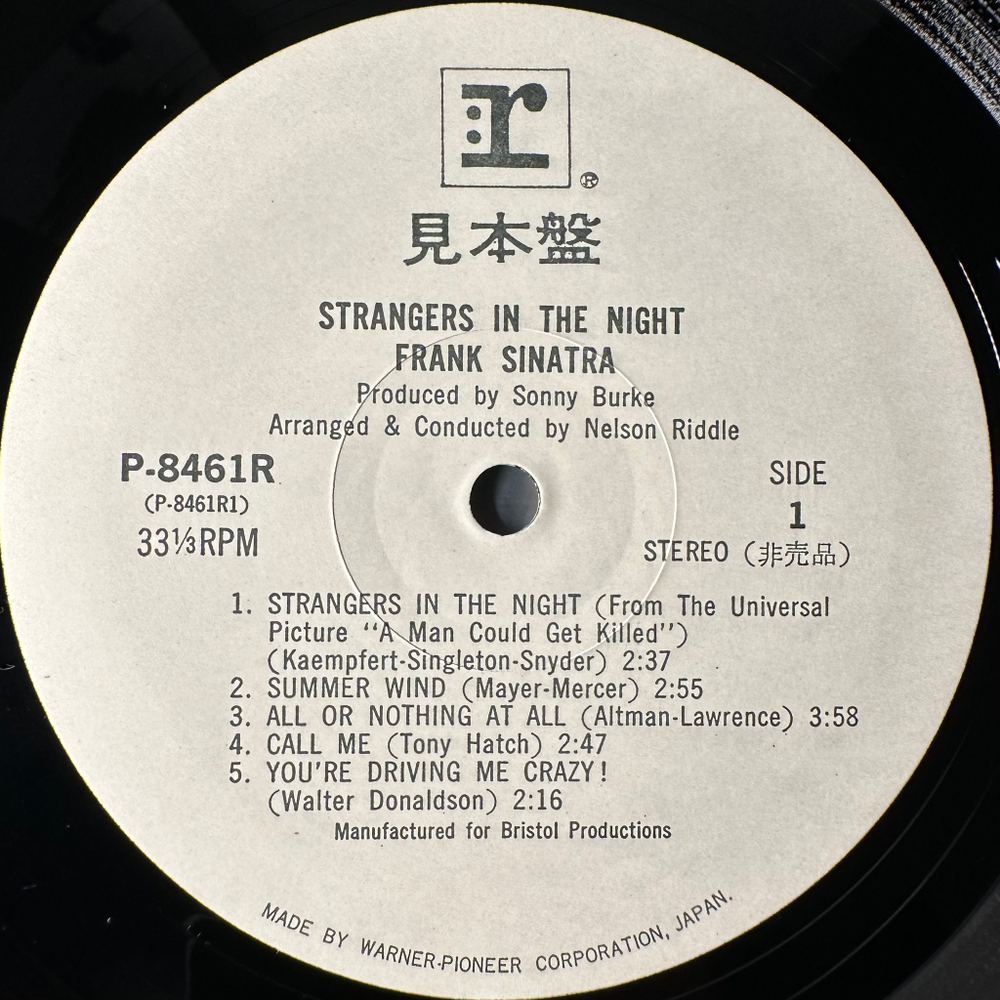 r
®
見本盤
STRANGERS IN THE NIGHT
FRANK SINATRA
Produced by Sonny Burke
Arranged & Conducted by Nelson Riddle
P-8461R
(P-8461R1)
33⅓RPM
SIDE
1
STEREO (非売品)
1. STRANGERS IN THE NIGHT (From The Universal
Picture “A Man Could Get Killed”)
(Kaempfert-Singleton-Snyder) 2:37
2. SUMMER WIND (Mayer-Mercer) 2:55
3. ALL OR NOTHING AT ALL (Altman-Lawrence) 3:58
4. CALL ME (Tony Hatch) 2:47
5. YOU'RE DRIVING ME CRAZY!
(Walter Donaldson) 2:16
Manufactured for Bristol Productions
MADE BY WARNER-PIONEER CORPORATION, JAPAN.